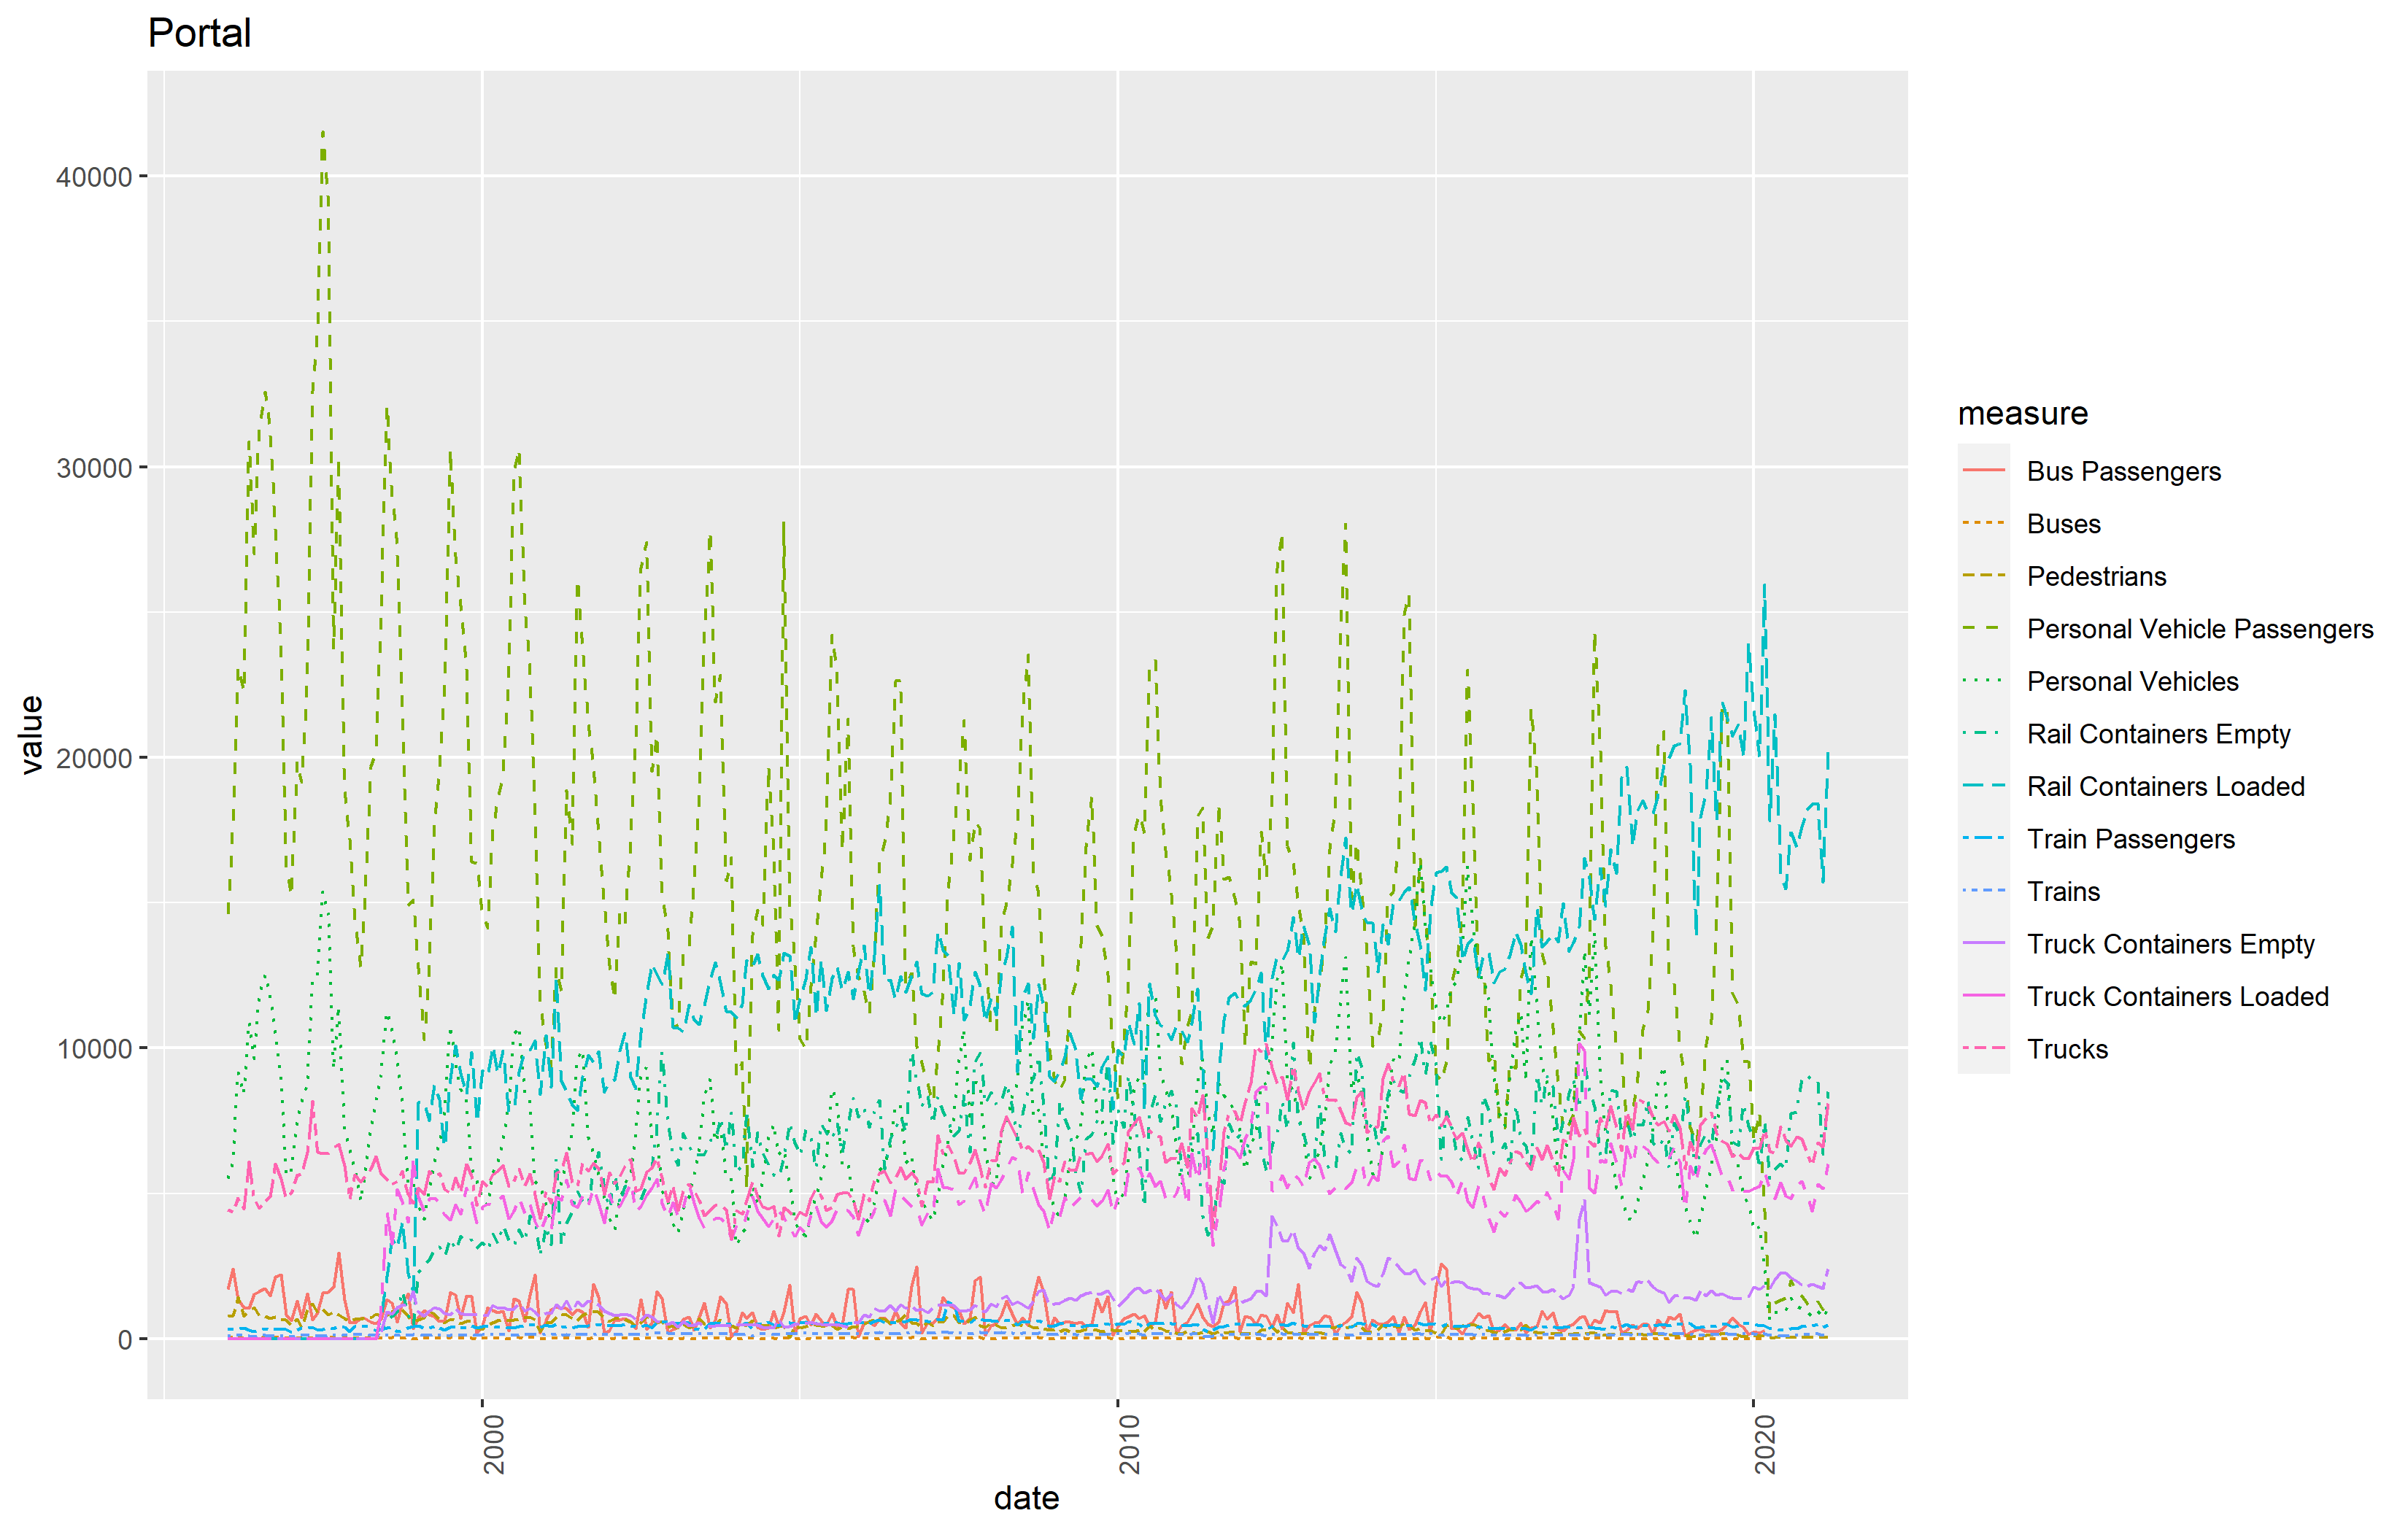 Portal
40000
30000
20000
10000
0
value
2000
2010
2020
date
measure
Bus Passengers
Buses
Pedestrians
Personal Vehicle Passengers
Personal Vehicles
Rail Containers Empty
Rail Containers Loaded
Train Passengers
Trains
Truck Containers Empty
Truck Containers Loaded
Trucks